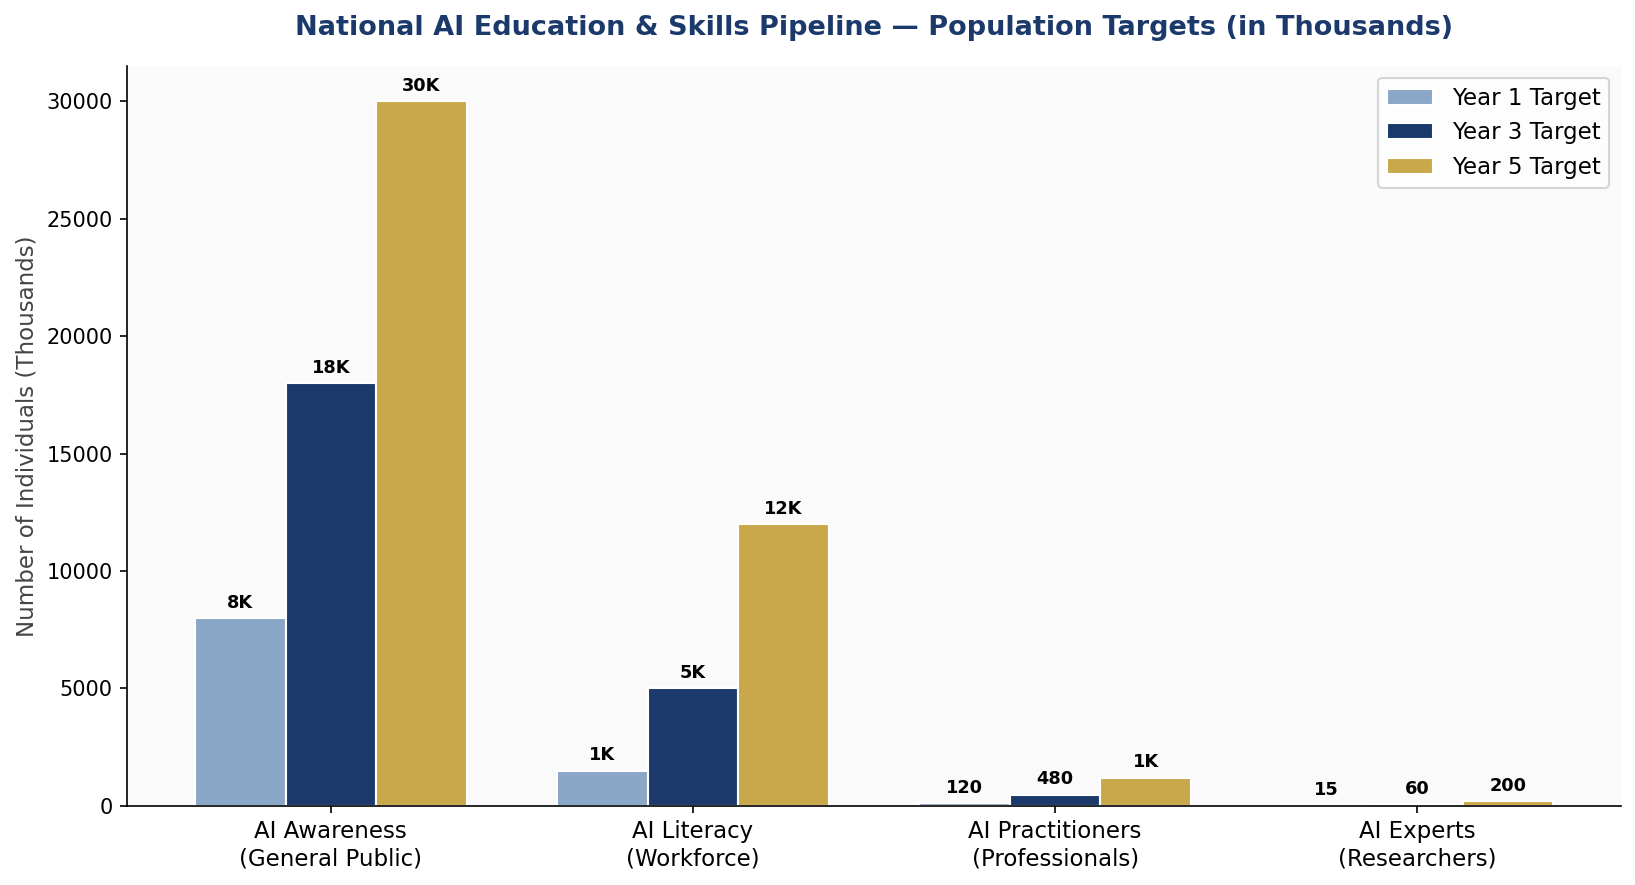 National AI Education & Skills Pipeline — Population Targets (in Thousands)
Number of Individuals (Thousands)
30000
25000
20000
15000
10000
5000
0
Year 1 Target
Year 3 Target
Year 5 Target
8K
18K
30K
1K
5K
12K
120
480
1K
15
60
200
AI Awareness
(General Public)
AI Literacy
(Workforce)
AI Practitioners
(Professionals)
AI Experts
(Researchers)